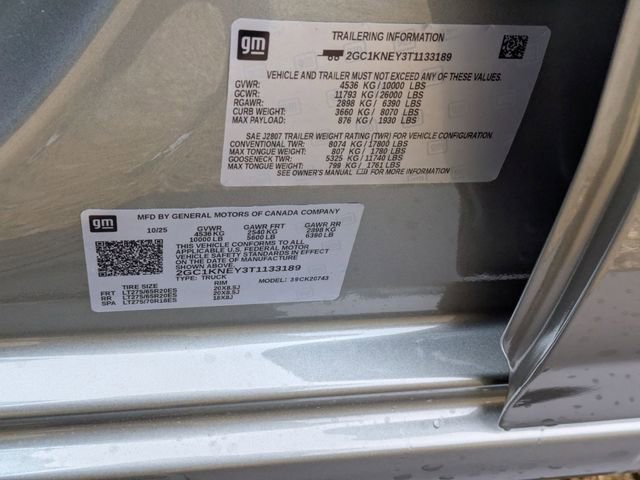 gm
TRAILERING INFORMATION
2GC1KNEY3T1133189
VEHICLE AND TRAILER MUST NOT EXCEED ANY OF THESE VALUES.
GVWR: 4536 KG / 10000 LBS
GCWR: 11793 KG / 26000 LBS
RGAWR: 2898 KG / 6390 LBS
CURB WEIGHT: 3660 KG / 8070 LBS
MAX PAYLOAD: 876 KG / 1930 LBS
SAE J2807 TRAILER WEIGHT RATING (TWR) FOR VEHICLE CONFIGURATION.
CONVENTIONAL TWR: 8074 KG / 17800 LBS
MAX TONGUE WEIGHT: 807 KG / 1780 LBS
GOOSENECK TWR: 5325 KG / 11740 LBS
MAX TONGUE WEIGHT: 799 KG / 1761 LBS
SEE OWNER'S MANUAL FOR MORE INFORMATION.
gm
MFD BY GENERAL MOTORS OF CANADA COMPANY
10/25 GVWR GAWR FRT GAWR RR
4536 KG 2540 KG 2898 KG
10000 LB 5600 LB 6390 LB
THIS VEHICLE CONFORMS TO ALL
APPLICABLE U.S. FEDERAL MOTOR
VEHICLE SAFETY STANDARDS IN EFFECT
ON THE DATE OF MANUFACTURE
2GC1KNEY3T1133189
TYPE: TRUCK MODEL: 38CK20743
TIRE SIZE RIM
FRT LT275/65R20ES 20X8.5J
RR LT275/65R20ES 20X8.5J
SPA LT275/70R18ES 18X8J